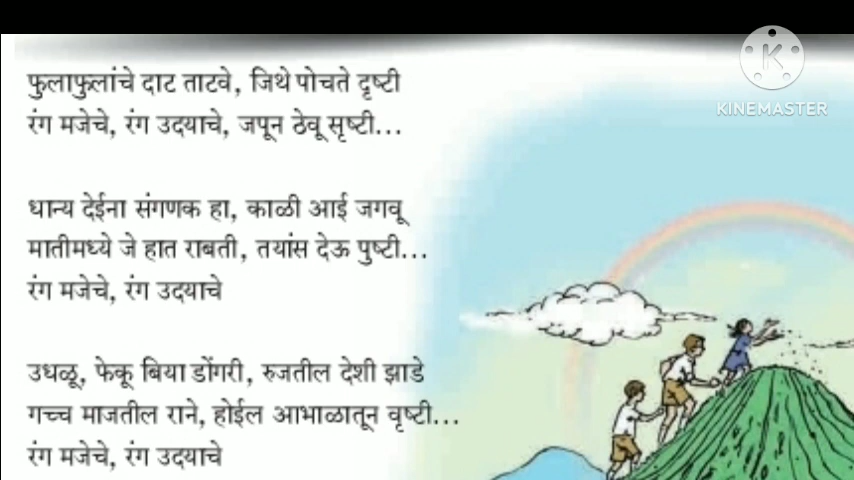 फुलाफुलांचे दाट ताटवे, जिथे पोचते दृष्टी
रंग मजेचे, रंग उदयाचे, जपून ठेवू सृष्टी...
धान्य देईना संगणक हा, काळी आई जगवू
मातीमध्ये जे हात राबती, तयांस देऊ पुष्टी...
रंग मजेचे, रंग उदयाचे
उधळू, फेकू बिया डोंगरी, रुजतील देशी झाडे
गच्च माजतील राने, होईल आभाळातून वृष्टी...
रंग मजेचे, रंग उदयाचे
KINEMASTER